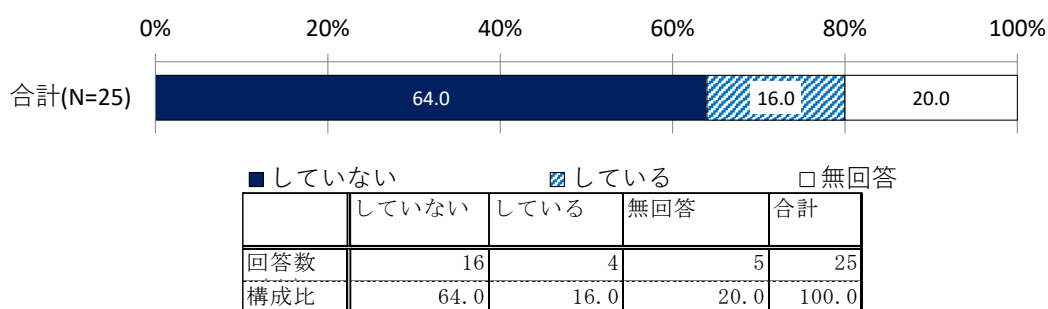 0% 20% 40% 60% 80% 100%
合計(N=25) 64.0 16.0 20.0
していない している 無回答
していない している 無回答 合計
回答数 16 4 5 25
構成比 64.0 16.0 20.0 100.0